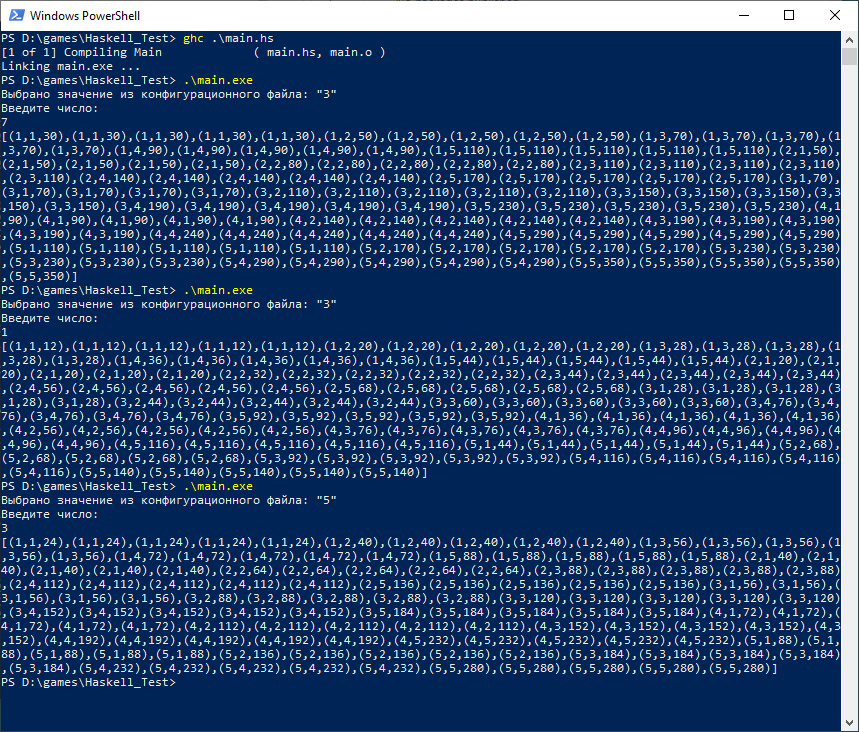 Windows PowerShell
PS D:\games\Haskell_Test> ghc .\main.hs
[1 of 1] Compiling Main             ( main.hs, main.o )
Linking main.exe ...
PS D:\games\Haskell_Test> .\main.exe
Выбрано значение из конфигурационного файла: "3"
Введите число:
7
[(1,1,30),(1,1,30),(1,1,30),(1,1,30),(1,1,30),(1,2,50),(1,2,50),(1,2,50),(1,2,50),(1,2,50),(1,3,70),(1,3,70),(1,3,70),(1
,3,70),(1,3,70),(1,4,90),(1,4,90),(1,4,90),(1,4,90),(1,4,90),(1,5,110),(1,5,110),(1,5,110),(1,5,110),(1,5,110),(2,1,50),
(2,1,50),(2,1,50),(2,1,50),(2,1,50),(2,2,80),(2,2,80),(2,2,80),(2,2,80),(2,2,80),(2,3,110),(2,3,110),(2,3,110),(2,3,110)
,(2,3,110),(2,4,140),(2,4,140),(2,4,140),(2,4,140),(2,4,140),(2,5,170),(2,5,170),(2,5,170),(2,5,170),(2,5,170),(3,1,70),
(3,1,70),(3,1,70),(3,1,70),(3,1,70),(3,2,110),(3,2,110),(3,2,110),(3,2,110),(3,2,110),(3,3,150),(3,3,150),(3,3,150),(3,3
,150),(3,3,150),(3,4,190),(3,4,190),(3,4,190),(3,4,190),(3,4,190),(3,5,230),(3,5,230),(3,5,230),(3,5,230),(3,5,230),(4,1
,90),(4,1,90),(4,1,90),(4,1,90),(4,1,90),(4,2,140),(4,2,140),(4,2,140),(4,2,140),(4,2,140),(4,3,190),(4,3,190),(4,3,190)
,(4,3,190),(4,3,190),(4,4,240),(4,4,240),(4,4,240),(4,4,240),(4,4,240),(4,5,290),(4,5,290),(4,5,290),(4,5,290),(4,5,290)
,(5,1,110),(5,1,110),(5,1,110),(5,1,110),(5,1,110),(5,2,170),(5,2,170),(5,2,170),(5,2,170),(5,2,170),(5,3,230),(5,3,230)
,(5,3,230),(5,3,230),(5,3,230),(5,4,290),(5,4,290),(5,4,290),(5,4,290),(5,4,290),(5,5,350),(5,5,350),(5,5,350),(5,5,350)
,(5,5,350)]
PS D:\games\Haskell_Test> .\main.exe
Выбрано значение из конфигурационного файла: "3"
Введите число:
1
[(1,1,12),(1,1,12),(1,1,12),(1,1,12),(1,1,12),(1,2,20),(1,2,20),(1,2,20),(1,2,20),(1,2,20),(1,3,28),(1,3,28),(1,3,28),(1
,3,28),(1,3,28),(1,4,36),(1,4,36),(1,4,36),(1,4,36),(1,4,36),(1,5,44),(1,5,44),(1,5,44),(1,5,44),(1,5,44),(2,1,20),(2,1,
20),(2,1,20),(2,1,20),(2,1,20),(2,2,32),(2,2,32),(2,2,32),(2,2,32),(2,2,32),(2,3,44),(2,3,44),(2,3,44),(2,3,44),(2,3,44)
,(2,4,56),(2,4,56),(2,4,56),(2,4,56),(2,4,56),(2,5,68),(2,5,68),(2,5,68),(2,5,68),(2,5,68),(3,1,28),(3,1,28),(3,1,28),(3
,1,28),(3,1,28),(3,2,44),(3,2,44),(3,2,44),(3,2,44),(3,2,44),(3,3,60),(3,3,60),(3,3,60),(3,3,60),(3,3,60),(3,4,76),(3,4,
76),(3,4,76),(3,4,76),(3,4,76),(3,5,92),(3,5,92),(3,5,92),(3,5,92),(3,5,92),(4,1,36),(4,1,36),(4,1,36),(4,1,36),(4,1,36)
,(4,2,56),(4,2,56),(4,2,56),(4,2,56),(4,2,56),(4,3,76),(4,3,76),(4,3,76),(4,3,76),(4,3,76),(4,4,96),(4,4,96),(4,4,96),(4
,4,96),(4,4,96),(4,5,116),(4,5,116),(4,5,116),(4,5,116),(4,5,116),(5,1,44),(5,1,44),(5,1,44),(5,1,44),(5,1,44),(5,2,68),
(5,2,68),(5,2,68),(5,2,68),(5,2,68),(5,3,92),(5,3,92),(5,3,92),(5,3,92),(5,3,92),(5,4,116),(5,4,116),(5,4,116),(5,4,116)
,(5,4,116),(5,5,140),(5,5,140),(5,5,140),(5,5,140),(5,5,140)]
PS D:\games\Haskell_Test> .\main.exe
Выбрано значение из конфигурационного файла: "5"
Введите число:
3
[(1,1,24),(1,1,24),(1,1,24),(1,1,24),(1,1,24),(1,2,40),(1,2,40),(1,2,40),(1,2,40),(1,2,40),(1,3,56),(1,3,56),(1,3,56),(1
,3,56),(1,3,56),(1,4,72),(1,4,72),(1,4,72),(1,4,72),(1,4,72),(1,5,88),(1,5,88),(1,5,88),(1,5,88),(1,5,88),(2,1,40),(2,1,
40),(2,1,40),(2,1,40),(2,1,40),(2,2,64),(2,2,64),(2,2,64),(2,2,64),(2,2,64),(2,3,88),(2,3,88),(2,3,88),(2,3,88),(2,3,88)
,(2,4,112),(2,4,112),(2,4,112),(2,4,112),(2,4,112),(2,5,136),(2,5,136),(2,5,136),(2,5,136),(2,5,136),(3,1,56),(3,1,56),(
3,1,56),(3,1,56),(3,1,56),(3,2,88),(3,2,88),(3,2,88),(3,2,88),(3,2,88),(3,3,120),(3,3,120),(3,3,120),(3,3,120),(3,3,120)
,(3,4,152),(3,4,152),(3,4,152),(3,4,152),(3,4,152),(3,5,184),(3,5,184),(3,5,184),(3,5,184),(3,5,184),(4,1,72),(4,1,72),(
4,1,72),(4,1,72),(4,1,72),(4,2,112),(4,2,112),(4,2,112),(4,2,112),(4,2,112),(4,3,152),(4,3,152),(4,3,152),(4,3,152),(4,3
,152),(4,4,192),(4,4,192),(4,4,192),(4,4,192),(4,4,192),(4,5,232),(4,5,232),(4,5,232),(4,5,232),(4,5,232),(5,1,88),(5,1,
88),(5,1,88),(5,1,88),(5,1,88),(5,2,136),(5,2,136),(5,2,136),(5,2,136),(5,2,136),(5,3,184),(5,3,184),(5,3,184),(5,3,184)
,(5,3,184),(5,4,232),(5,4,232),(5,4,232),(5,4,232),(5,4,232),(5,5,280),(5,5,280),(5,5,280),(5,5,280),(5,5,280)]
PS D:\games\Haskell_Test>